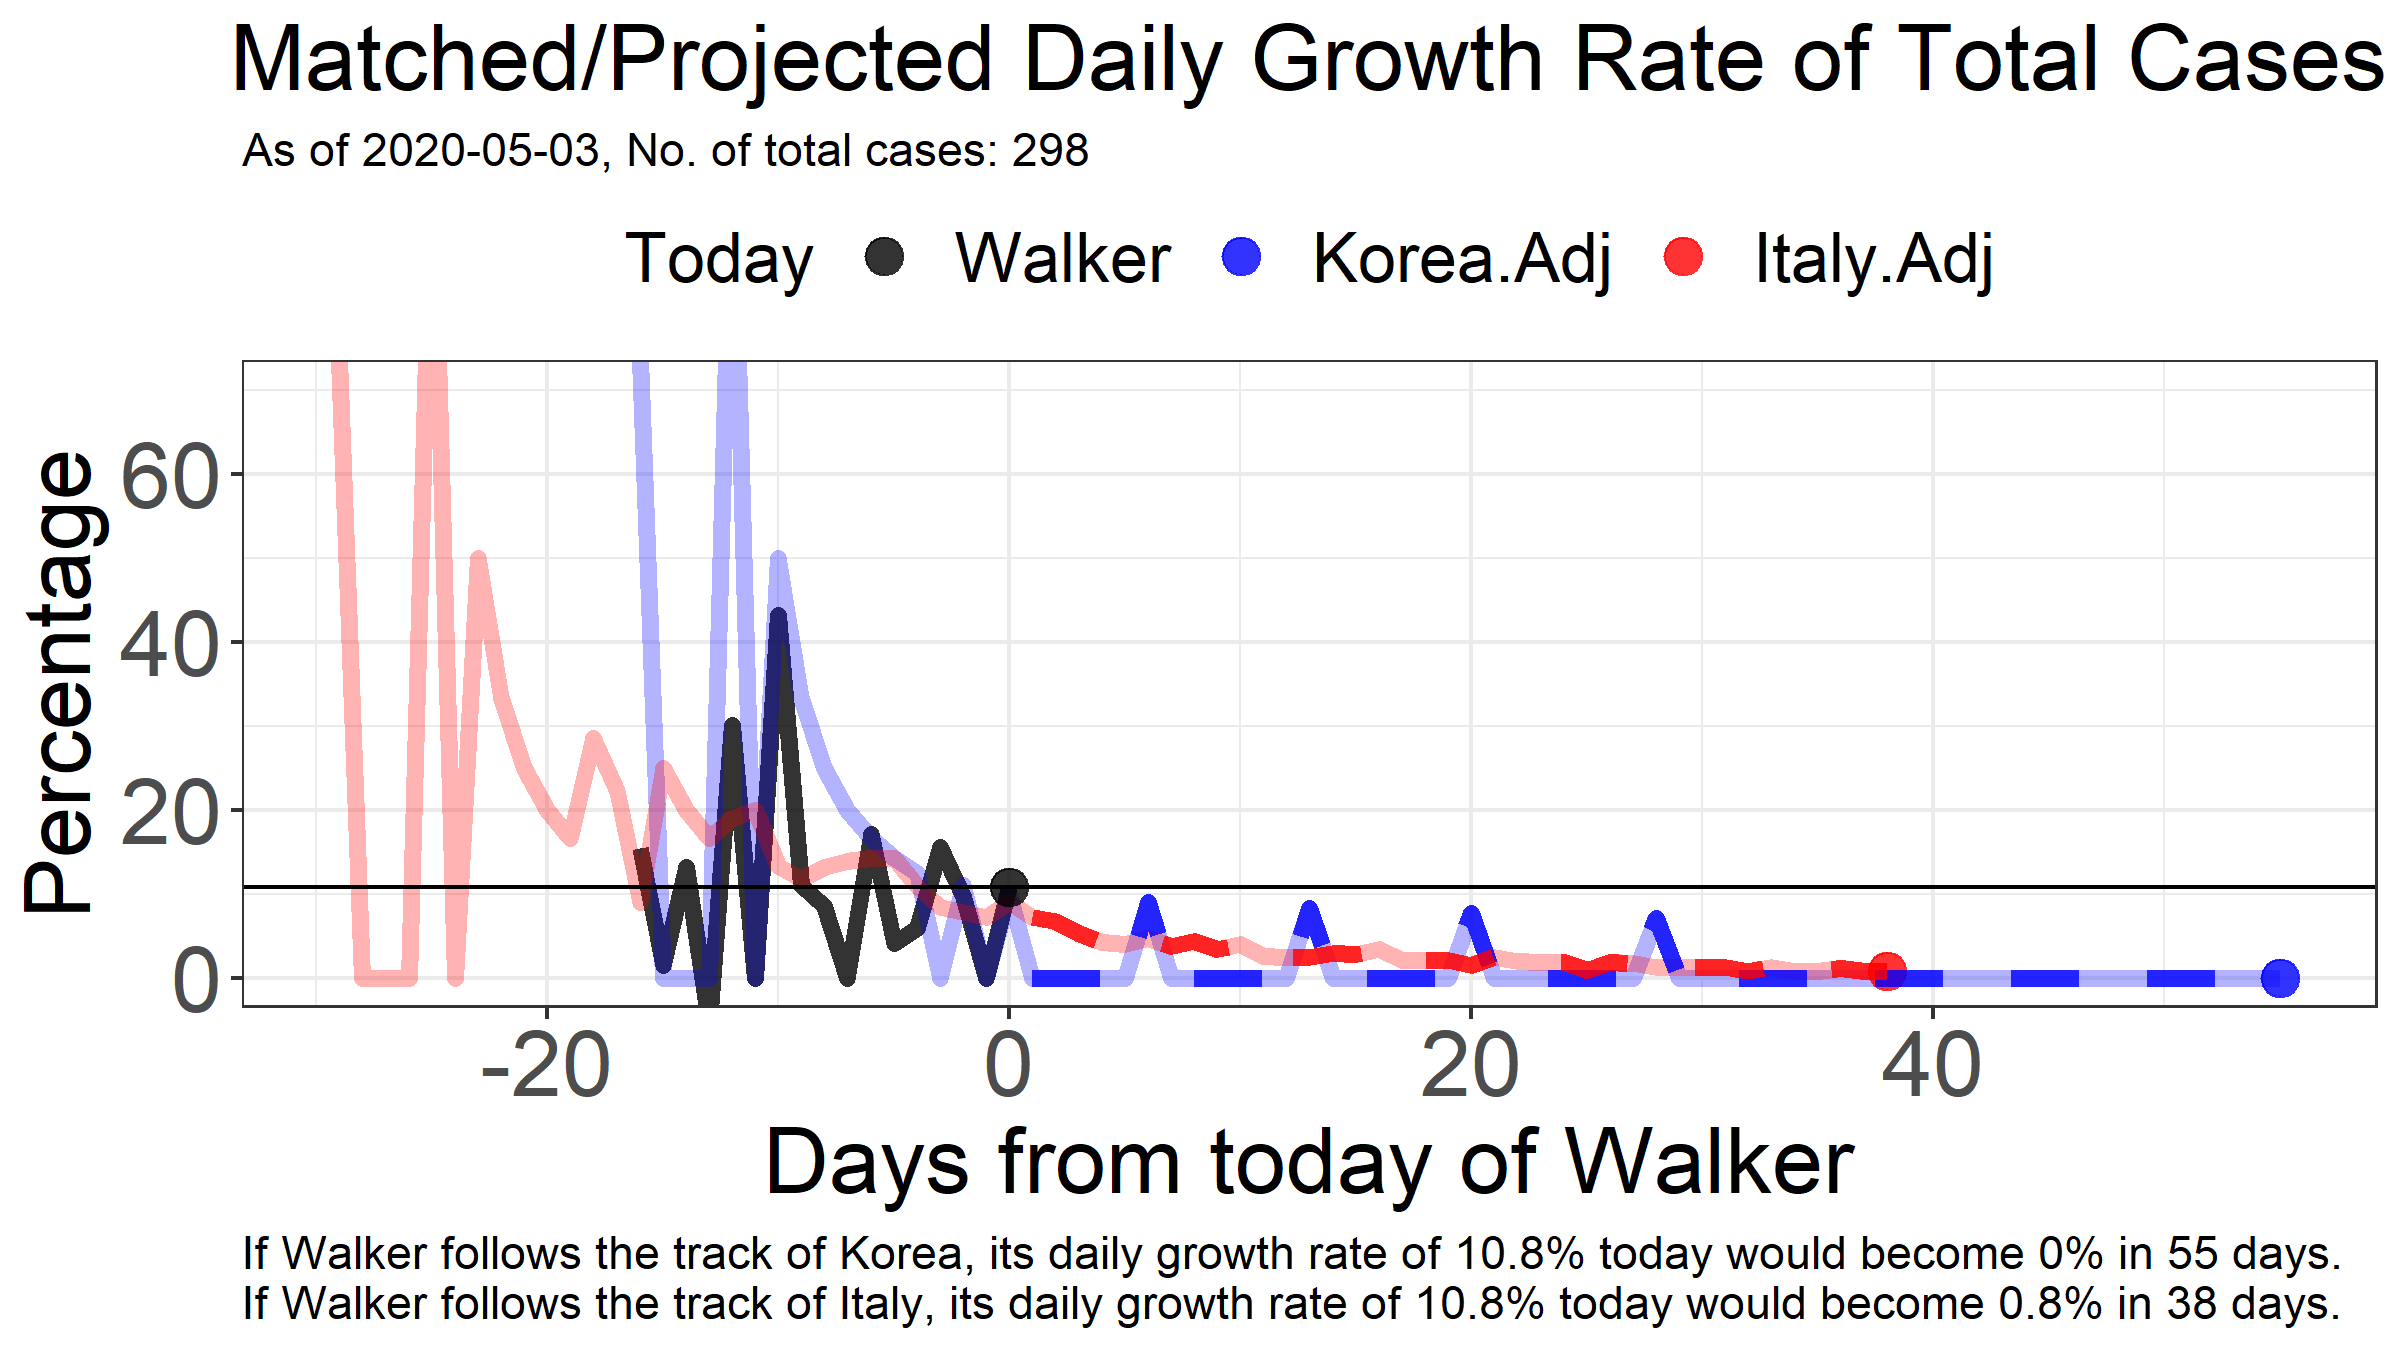 Matched/Projected Daily Growth Rate of Total Cases
As of 2020-05-03, No. of total cases: 298
Today Walker Korea.Adj Italy.Adj
Percentage
60
40
20
0
-20 0 20 40
Days from today of Walker
If Walker follows the track of Korea, its daily growth rate of 10.8% today would become 0% in 55 days.
If Walker follows the track of Italy, its daily growth rate of 10.8% today would become 0.8% in 38 days.